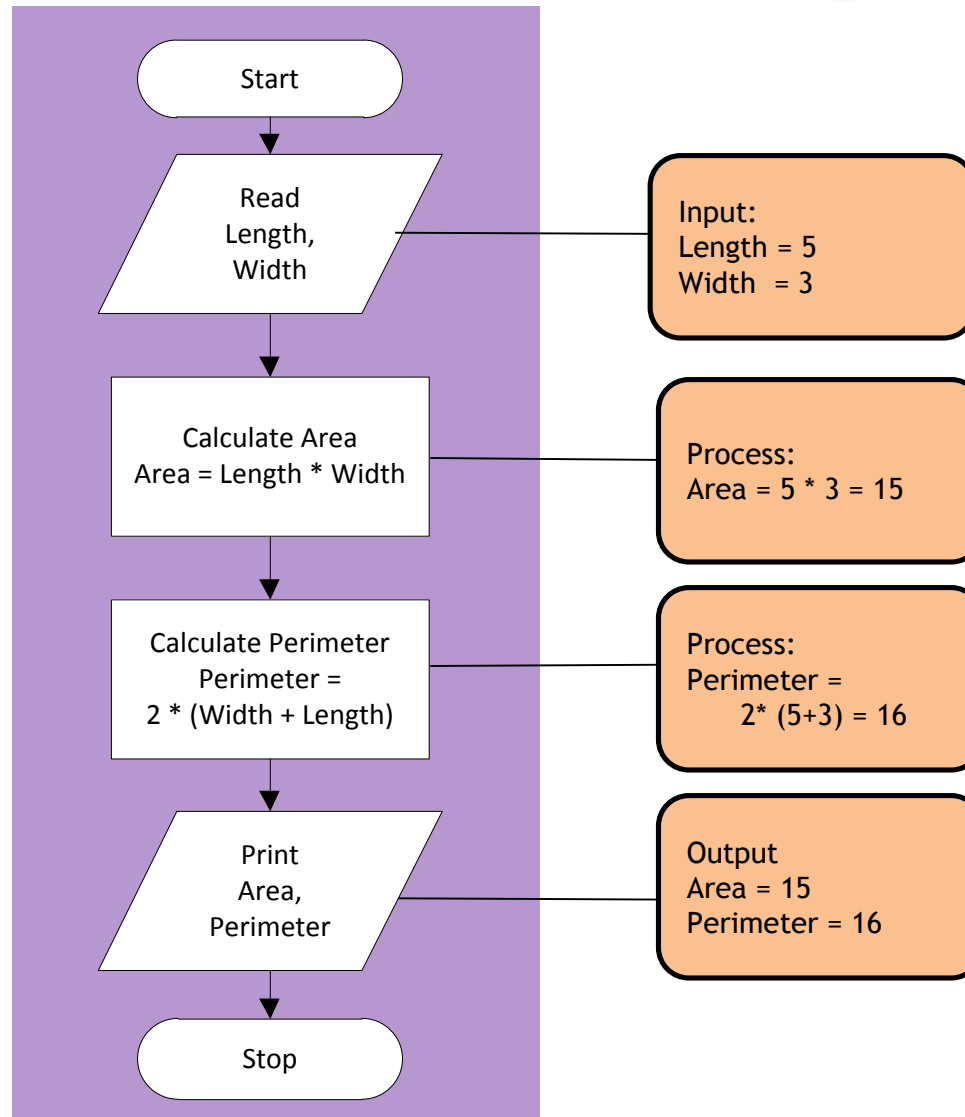 Start
Read
Length,
Width
Input:
Length = 5
Width  = 3
Calculate Area
Area = Length * Width
Process:
Area = 5 * 3 = 15
Calculate Perimeter
Perimeter =
2 * (Width + Length)
Process:
Perimeter =
2* (5+3) = 16
Print
Area,
Perimeter
Output
Area = 15
Perimeter = 16
Stop